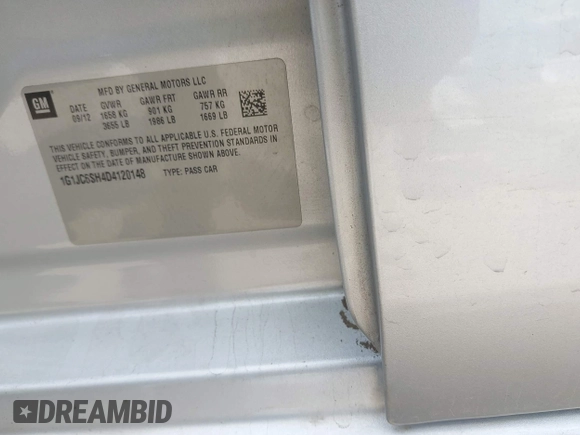 GM
MFD BY GENERAL MOTORS LLC
DATE GVWR GAWR FRT GAWR RR
09/12 1658 KG 901 KG 757 KG
3655 LB 1986 LB 1669 LB
THIS VEHICLE CONFORMS TO ALL APPLICABLE U.S. FEDERAL MOTOR
VEHICLE SAFETY, BUMPER, AND THEFT PREVENTION STANDARDS IN
EFFECT ON THE DATE OF MANUFACTURE SHOWN ABOVE.
1G1JC5SH4D4120148 TYPE: PASS CAR
DREAMBID